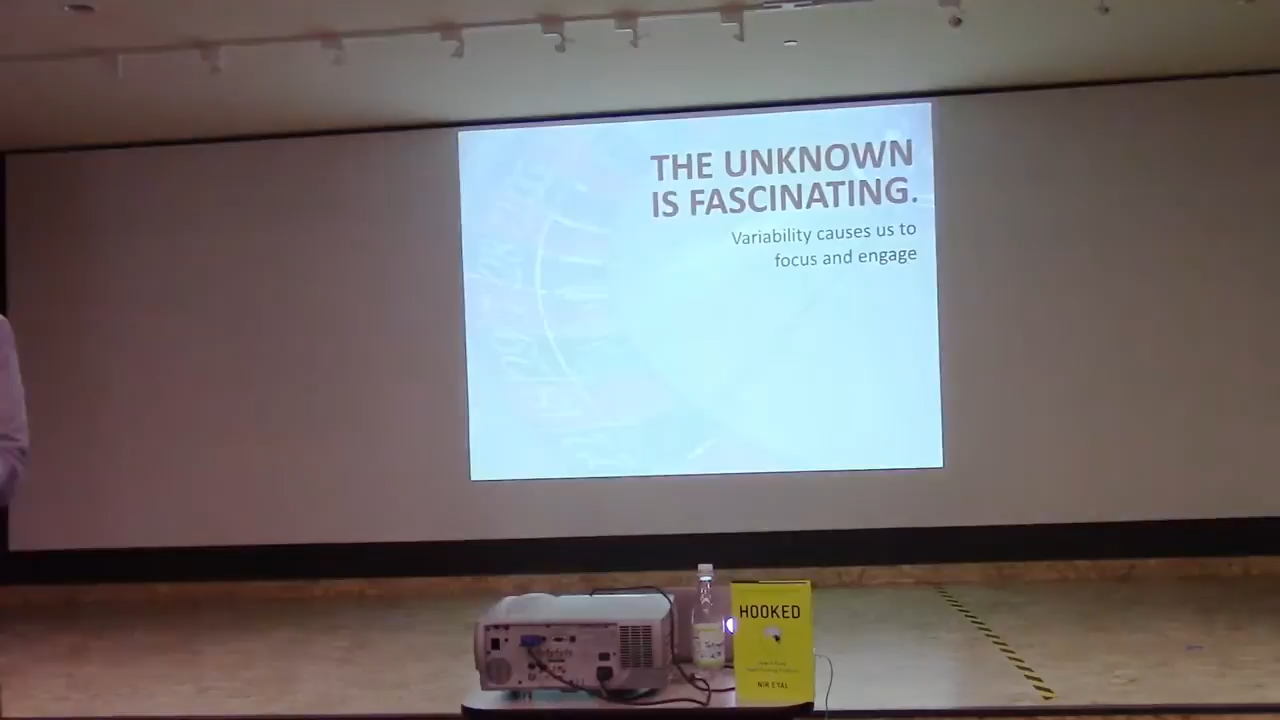 THE UNKNOWN
IS FASCINATING.
Variability causes us to
focus and engage
HOOKED
NIR EYAL